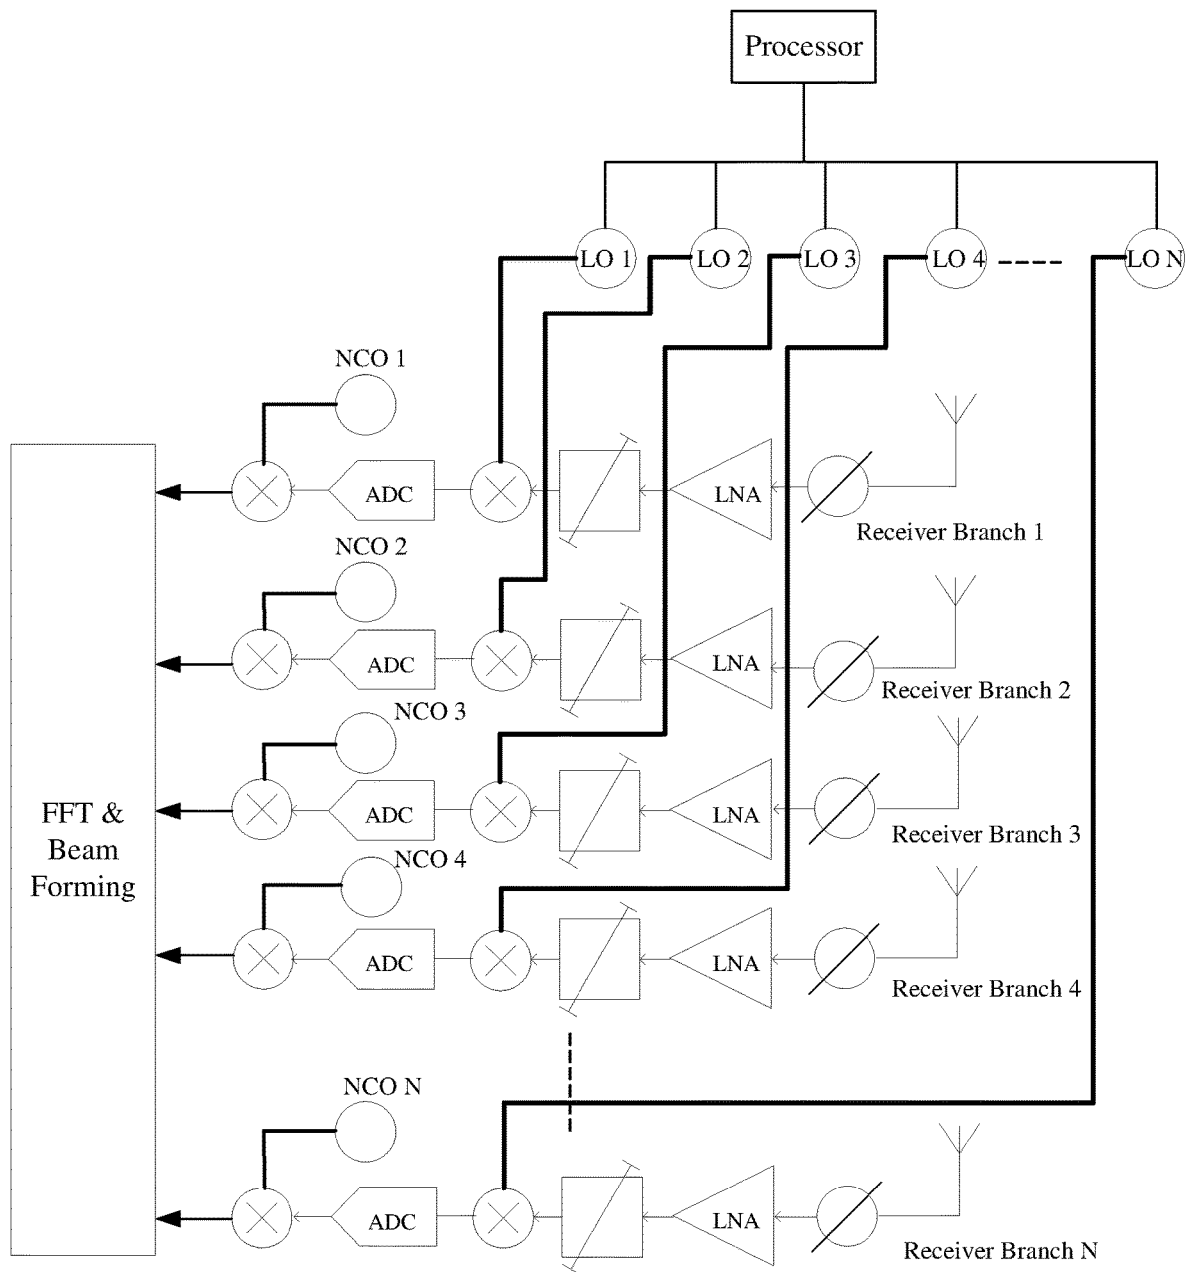 Processor
LO 1
LO 2
LO 3
LO 4
LO N
NCO 1
ADC
LNA
Receiver Branch 1
NCO 2
ADC
LNA
Receiver Branch 2
NCO 3
ADC
LNA
Receiver Branch 3
FFT &
Beam
Forming
NCO 4
ADC
LNA
Receiver Branch 4
NCO N
ADC
LNA
Receiver Branch N